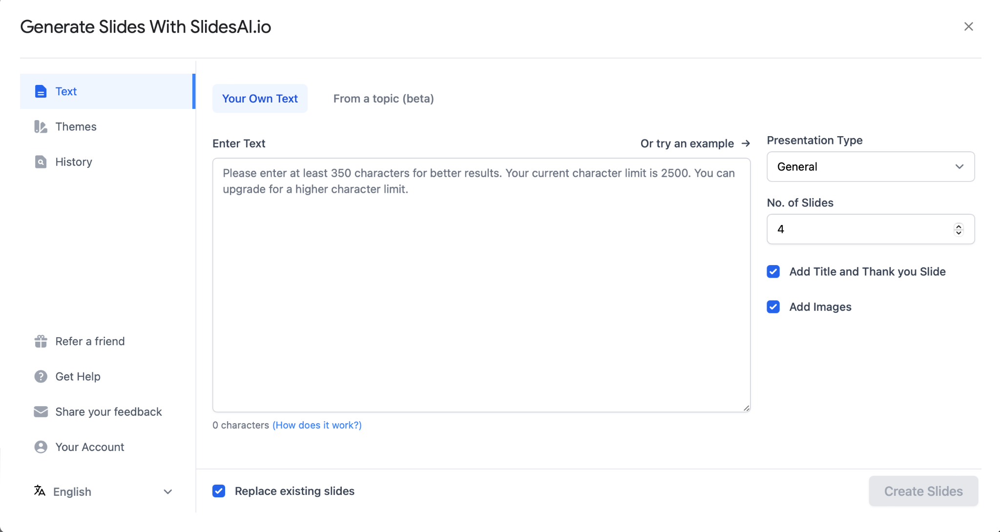 Generate Slides With SlidesAI.io
Text
Themes
History
Refer a friend
Get Help
Share your feedback
Your Account
English
Your Own Text
From a topic (beta)
Enter Text
Or try an example →
Please enter at least 350 characters for better results. Your current character limit is 2500. You can
upgrade for a higher character limit.
0 characters (How does it work?)
Presentation Type
General
No. of Slides
4
Add Title and Thank you Slide
Add Images
Replace existing slides
Create Slides